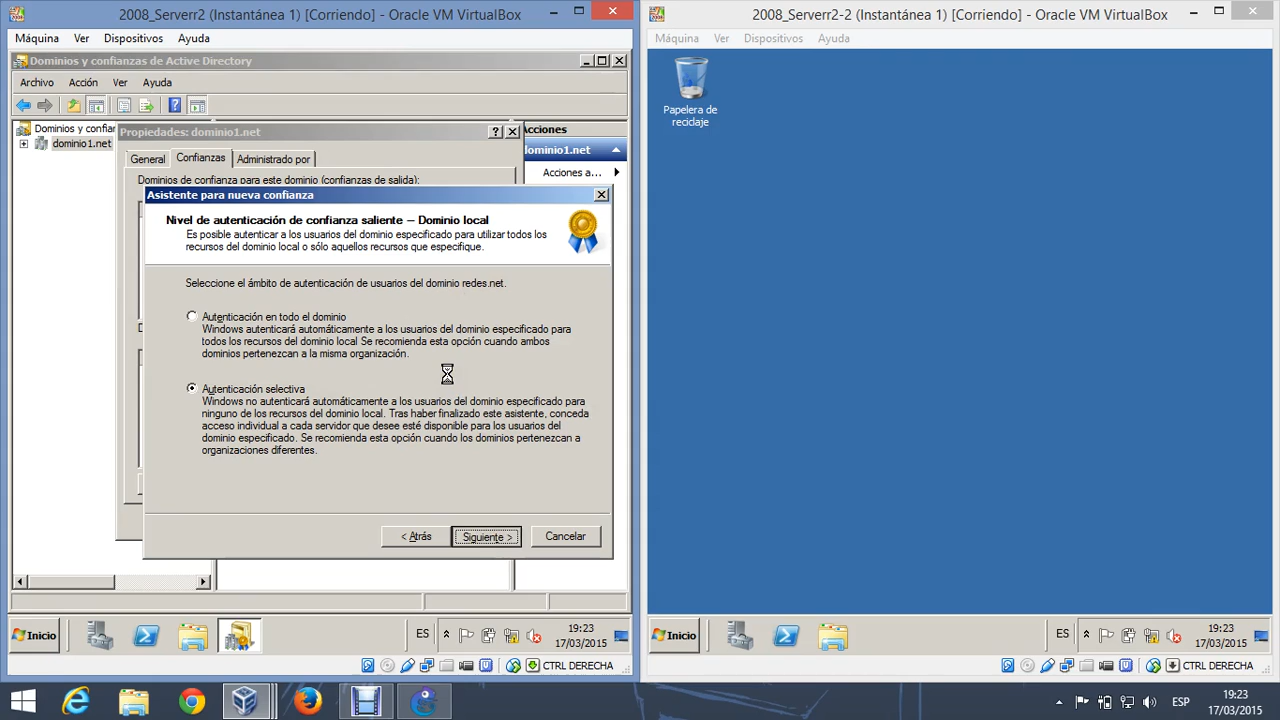 2008_Serverr2 (Instantánea 1) [Corriendo] - Oracle VM VirtualBox
Máquina Ver Dispositivos Ayuda
Dominios y confianzas de Active Directory
Archivo Acción Ver Ayuda
Dominios y confiar
dominio1.net
Propiedades: dominio1.net
General Confianzas Administrado por
Dominios de confianza para este dominio (confianzas de salida):
Acciones
dominio1.net
Acciones a...
Asistente para nueva confianza
Nivel de autenticación de confianza saliente – Dominio local
Es posible autenticar a los usuarios del dominio especificado para utilizar todos los
recursos del dominio local o sólo aquellos recursos que especifique.
Seleccione el ámbito de autenticación de usuarios del dominio redes.net.
Autenticación en todo el dominio
Windows autenticará automáticamente a los usuarios del dominio especificado para
todos los recursos del dominio local Se recomienda esta opción cuando ambos
dominios pertenezcan a la misma organización.
Autenticación selectiva
Windows no autenticará automáticamente a los usuarios del dominio especificado para
ninguno de los recursos del dominio local. Tras haber finalizado este asistente, conceda
acceso individual a cada servidor que desee esté disponible para los usuarios del
dominio especificado. Se recomienda esta opción cuando los dominios pertenezcan a
organizaciones diferentes.
< Atrás Siguiente > Cancelar
Inicio
ES
19:23
17/03/2015
CTRL DERECHA
2008_Serverr2-2 (Instantánea 1) [Corriendo] - Oracle VM VirtualBox
Máquina Ver Dispositivos Ayuda
Papelera de
reciclaje
Inicio
ES
19:23
17/03/2015
CTRL DERECHA
ESP
19:23
17/03/2015